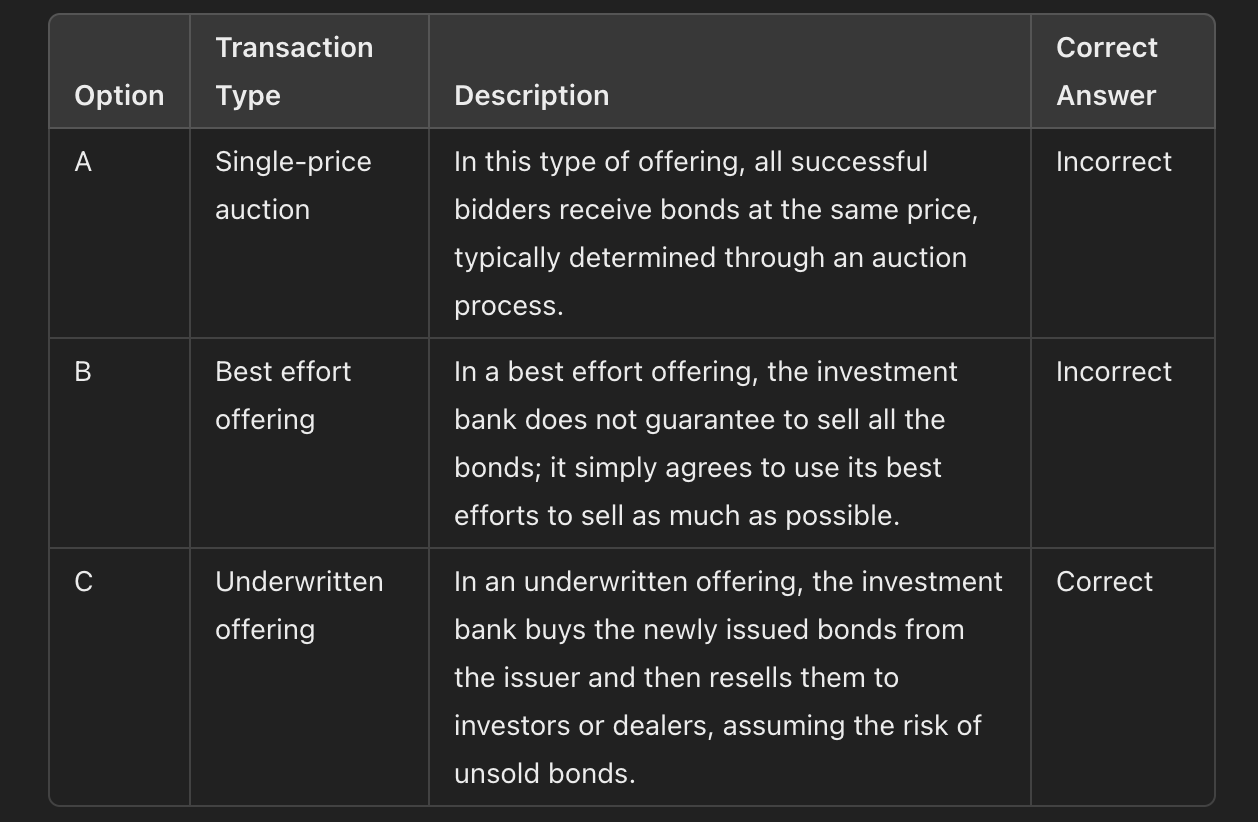 Option
Transaction
Type
Description
Correct
Answer
A
Single-price
auction
In this type of offering, all successful
bidders receive bonds at the same price,
typically determined through an auction
process.
Incorrect
B
Best effort
offering
In a best effort offering, the investment
bank does not guarantee to sell all the
bonds; it simply agrees to use its best
efforts to sell as much as possible.
Incorrect
C
Underwritten
offering
In an underwritten offering, the investment
bank buys the newly issued bonds from
the issuer and then resells them to
investors or dealers, assuming the risk of
unsold bonds.
Correct